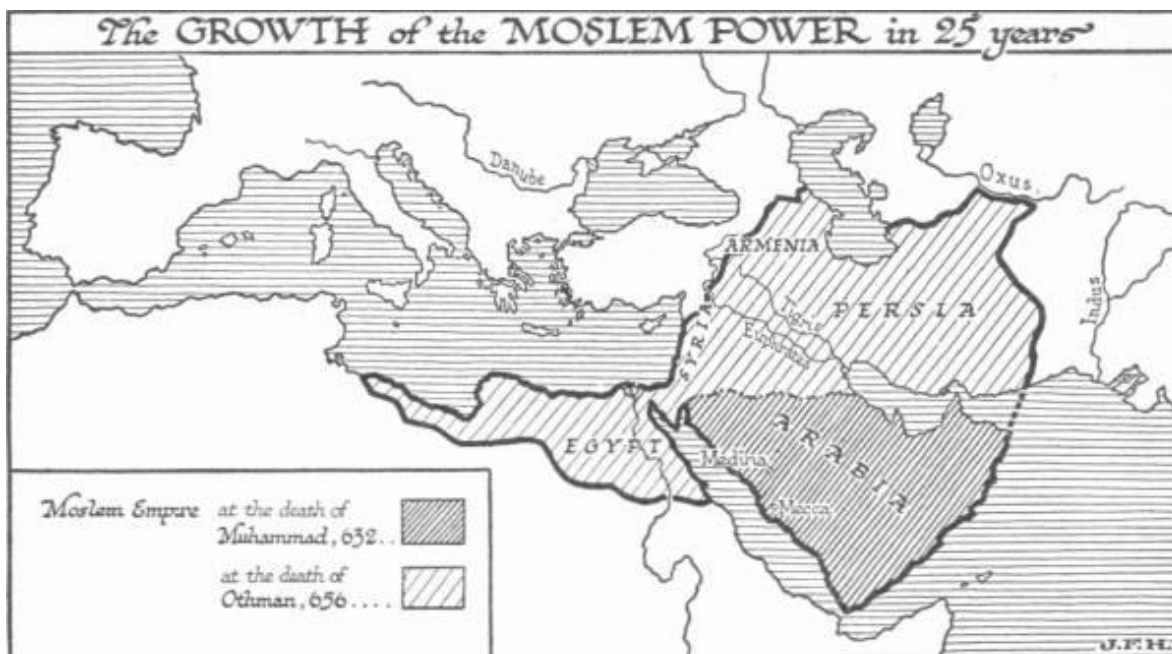 The GROWTH of the MOSLEM POWER in 25 years
Danube
Oxus.
ARMENIA
PERSIA
Indus
Tigris
Euphrates
SYRIA
ARABIA
EGYPT
Medina
Mecca
Moslem Empire at the death of
Muhammad, 632..
at the death of
Othman, 656....
J.F.H.